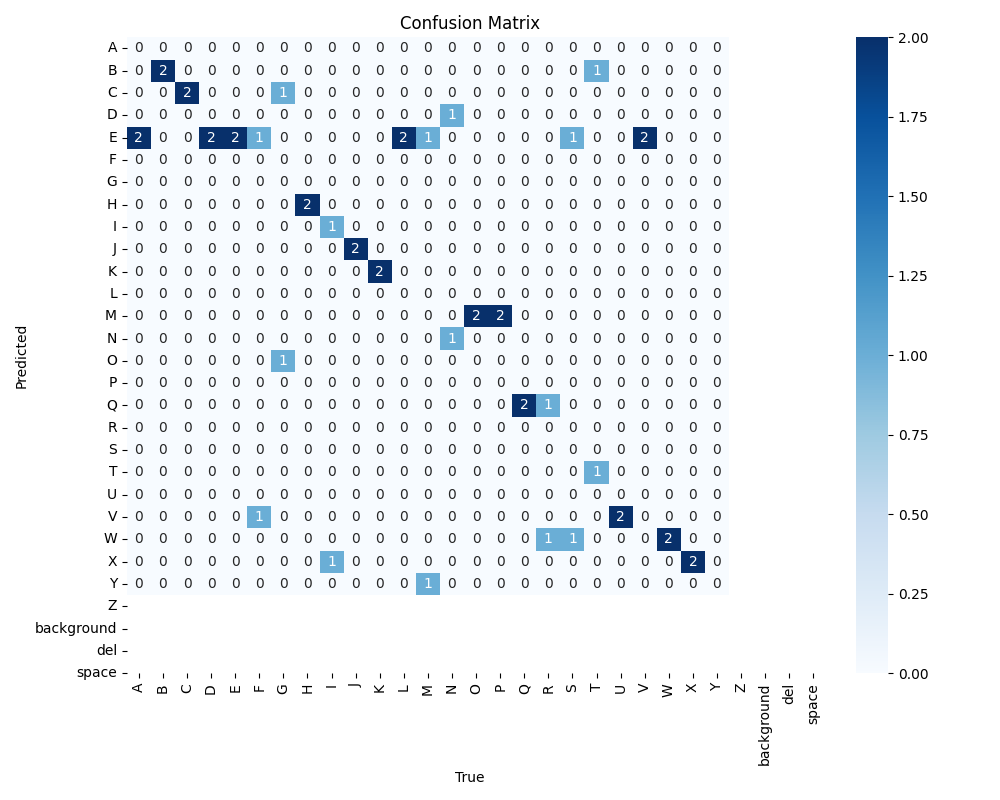 Confusion Matrix
Predicted
A 0 0 0 0 0 0 0 0 0 0 0 0 0 0 0 0 0 0 0 0 0 0 0 0 0
B 0 2 0 0 0 0 0 0 0 0 0 0 0 0 0 0 0 0 0 1 0 0 0 0 0
C 0 0 2 0 0 0 1 0 0 0 0 0 0 0 0 0 0 0 0 0 0 0 0 0 0
D 0 0 0 0 0 0 0 0 0 0 0 0 0 1 0 0 0 0 0 0 0 0 0 0 0
E 2 0 0 2 2 1 0 0 0 0 0 2 1 0 0 0 0 0 1 0 0 2 0 0 0
F 0 0 0 0 0 0 0 0 0 0 0 0 0 0 0 0 0 0 0 0 0 0 0 0 0
G 0 0 0 0 0 0 0 0 0 0 0 0 0 0 0 0 0 0 0 0 0 0 0 0 0
H 0 0 0 0 0 0 0 2 0 0 0 0 0 0 0 0 0 0 0 0 0 0 0 0 0
I 0 0 0 0 0 0 0 0 1 0 0 0 0 0 0 0 0 0 0 0 0 0 0 0 0
J 0 0 0 0 0 0 0 0 0 2 0 0 0 0 0 0 0 0 0 0 0 0 0 0 0
K 0 0 0 0 0 0 0 0 0 0 2 0 0 0 0 0 0 0 0 0 0 0 0 0 0
L 0 0 0 0 0 0 0 0 0 0 0 0 0 0 0 0 0 0 0 0 0 0 0 0 0
M 0 0 0 0 0 0 0 0 0 0 0 0 0 0 2 2 0 0 0 0 0 0 0 0 0
N 0 0 0 0 0 0 0 0 0 0 0 0 0 1 0 0 0 0 0 0 0 0 0 0 0
O 0 0 0 0 0 0 1 0 0 0 0 0 0 0 0 0 0 0 0 0 0 0 0 0 0
P 0 0 0 0 0 0 0 0 0 0 0 0 0 0 0 0 0 0 0 0 0 0 0 0 0
Q 0 0 0 0 0 0 0 0 0 0 0 0 0 0 0 0 2 1 0 0 0 0 0 0 0
R 0 0 0 0 0 0 0 0 0 0 0 0 0 0 0 0 0 0 0 0 0 0 0 0 0
S 0 0 0 0 0 0 0 0 0 0 0 0 0 0 0 0 0 0 0 0 0 0 0 0 0
T 0 0 0 0 0 0 0 0 0 0 0 0 0 0 0 0 0 0 0 1 0 0 0 0 0
U 0 0 0 0 0 0 0 0 0 0 0 0 0 0 0 0 0 0 0 0 0 0 0 0 0
V 0 0 0 0 0 1 0 0 0 0 0 0 0 0 0 0 0 0 0 0 2 0 0 0 0
W 0 0 0 0 0 0 0 0 0 0 0 0 0 0 0 0 0 1 1 0 0 0 2 0 0
X 0 0 0 0 0 0 0 0 1 0 0 0 0 0 0 0 0 0 0 0 0 0 0 2 0
Y 0 0 0 0 0 0 0 0 0 0 0 0 1 0 0 0 0 0 0 0 0 0 0 0 0
Z
background
del
space
A B C D E F G H I J K L M N O P Q R S T U V W X Y Z background del space
True
2.00
1.75
1.50
1.25
1.00
0.75
0.50
0.25
0.00